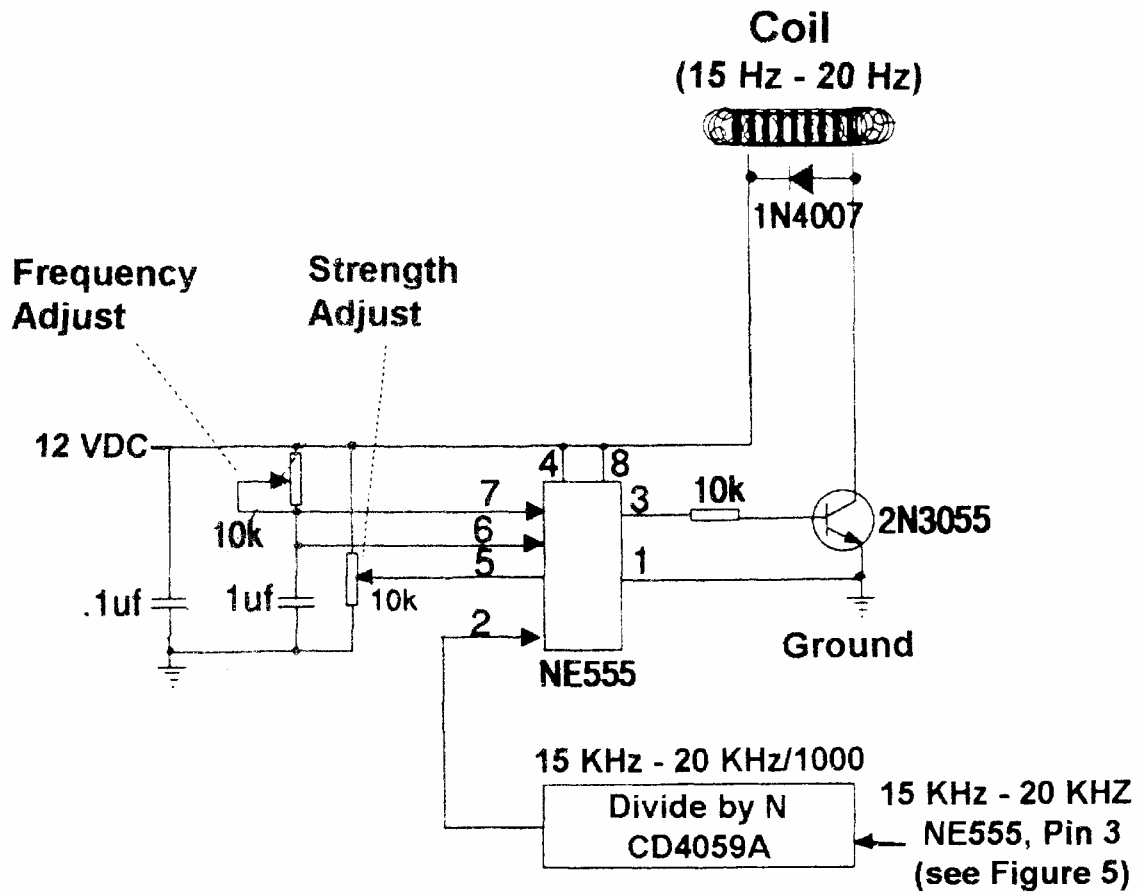 Coil
(15 Hz - 20 Hz)
1N4007
Frequency
Adjust
Strength
Adjust
12 VDC
4
8
7
3
10k
10k
6
2N3055
5
1
.1uf
1uf
10k
2
Ground
NE555
15 KHz - 20 KHz/1000
Divide by N
CD4059A
15 KHz - 20 KHZ
NE555, Pin 3
(see Figure 5)